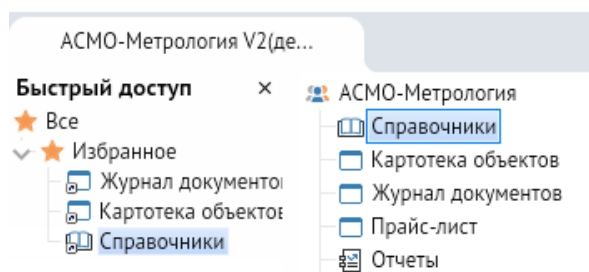 АСМО-Метрология V2(де...
Быстрый доступ ×
Все
Избранное
Журнал документо
Картотека объектов
Справочники
АСМО-Метрология
Справочники
Картотека объектов
Журнал документов
Прайс-лист
Отчеты